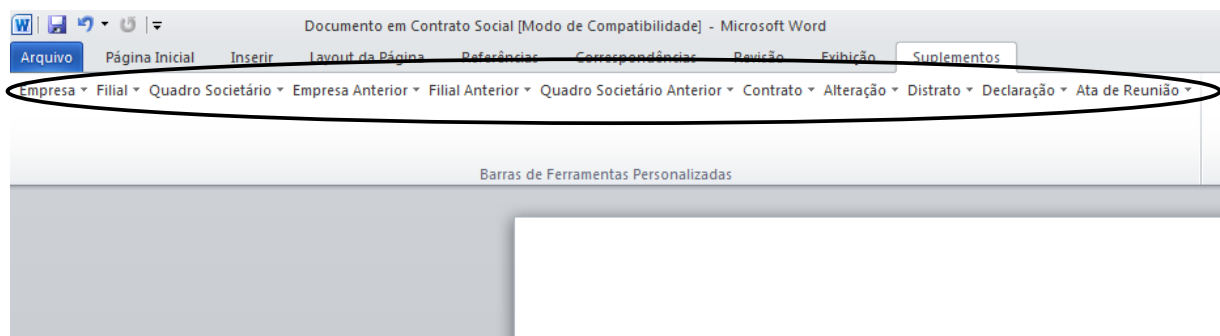 Documento em Contrato Social [Modo de Compatibilidade] - Microsoft Word
Arquivo Página Inicial Inserir Layout da Página Referências Correspondências Revisão Exibição Suplementos
Empresa Filial Quadro Societário Empresa Anterior Filial Anterior Quadro Societário Anterior Contrato Alteração Distrato Declaração Ata de Reunião
Barras de Ferramentas Personalizadas